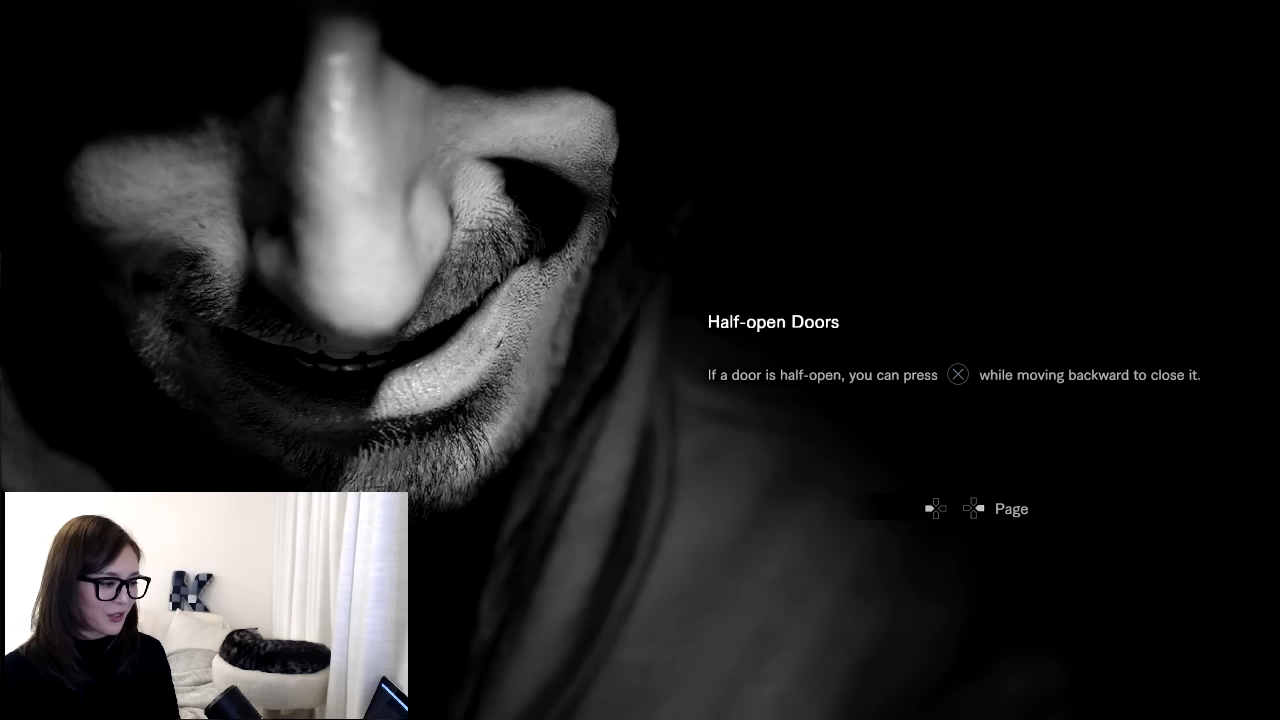 Half-open Doors
If a door is half-open, you can press while moving backward to close it.
Page
K